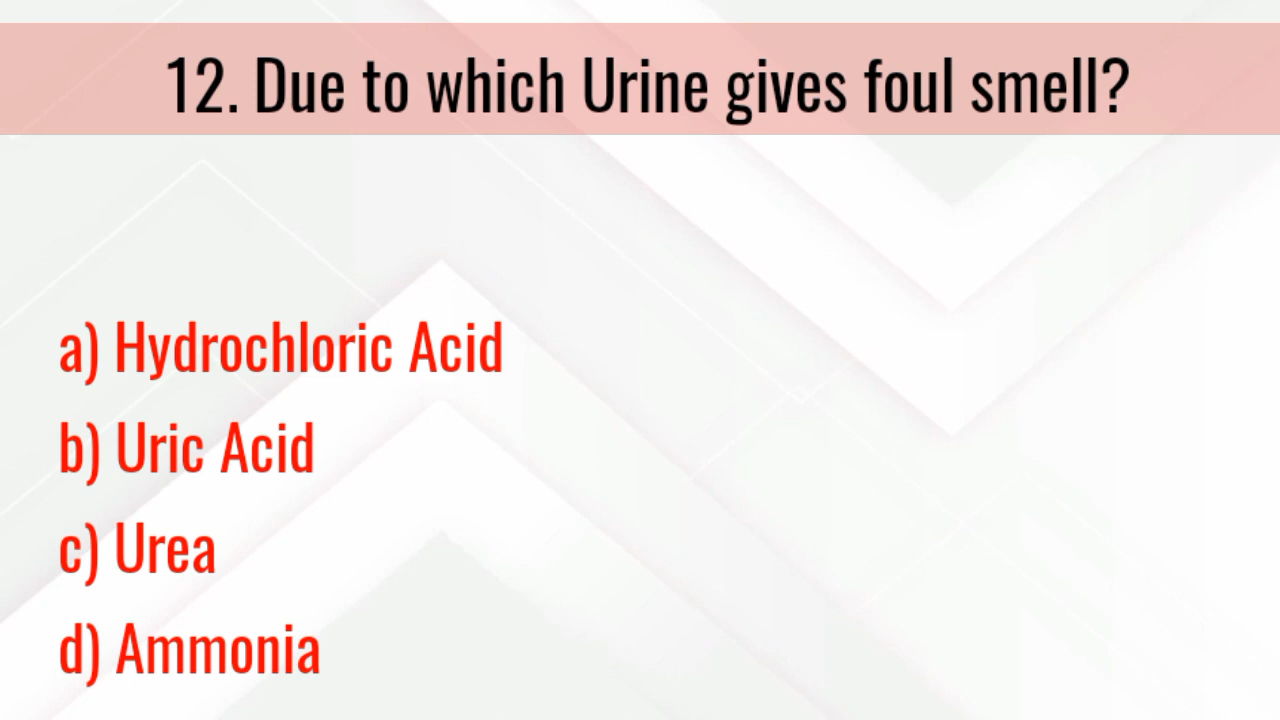 12. Due to which Urine gives foul smell?
a) Hydrochloric Acid
b) Uric Acid
c) Urea
d) Ammonia